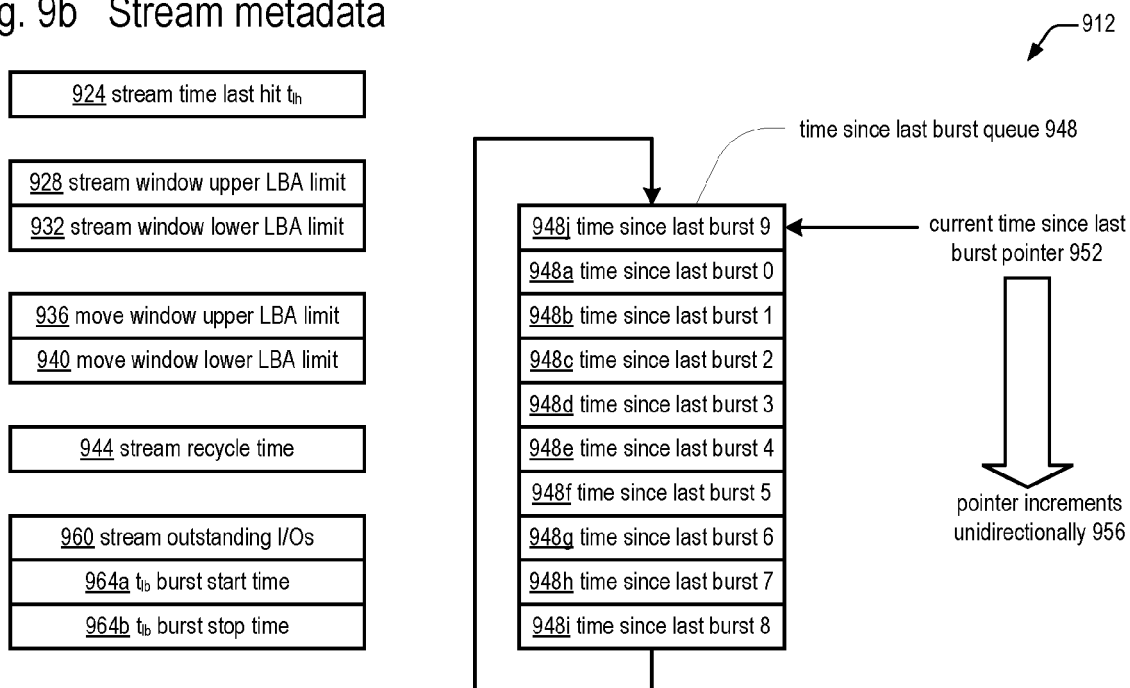 g. 9b Stream metadata
912
924 stream time last hit tlh
time since last burst queue 948
928 stream window upper LBA limit
932 stream window lower LBA limit
948j time since last burst 9
current time since last
burst pointer 952
948a time since last burst 0
936 move window upper LBA limit
948b time since last burst 1
940 move window lower LBA limit
948c time since last burst 2
948d time since last burst 3
944 stream recycle time
948e time since last burst 4
948f time since last burst 5
pointer increments
unidirectionally 956
960 stream outstanding I/Os
948g time since last burst 6
964a tlb burst start time
948h time since last burst 7
964b tlb burst stop time
948i time since last burst 8